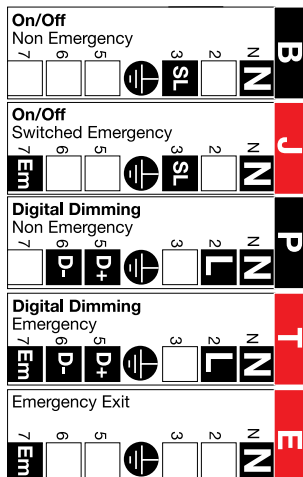 On/Off
Non Emergency
7 6 5 3 2 N
SL N
B
On/Off
Switched Emergency
7 6 5 3 2 N
Em SL N
J
Digital Dimming
Non Emergency
7 6 5 3 2 N
D- D+ L N
P
Digital Dimming
Emergency
7 6 5 3 2 N
Em D- D+ L N
T
Emergency Exit
7 6 5 3 2 N
Em N
E